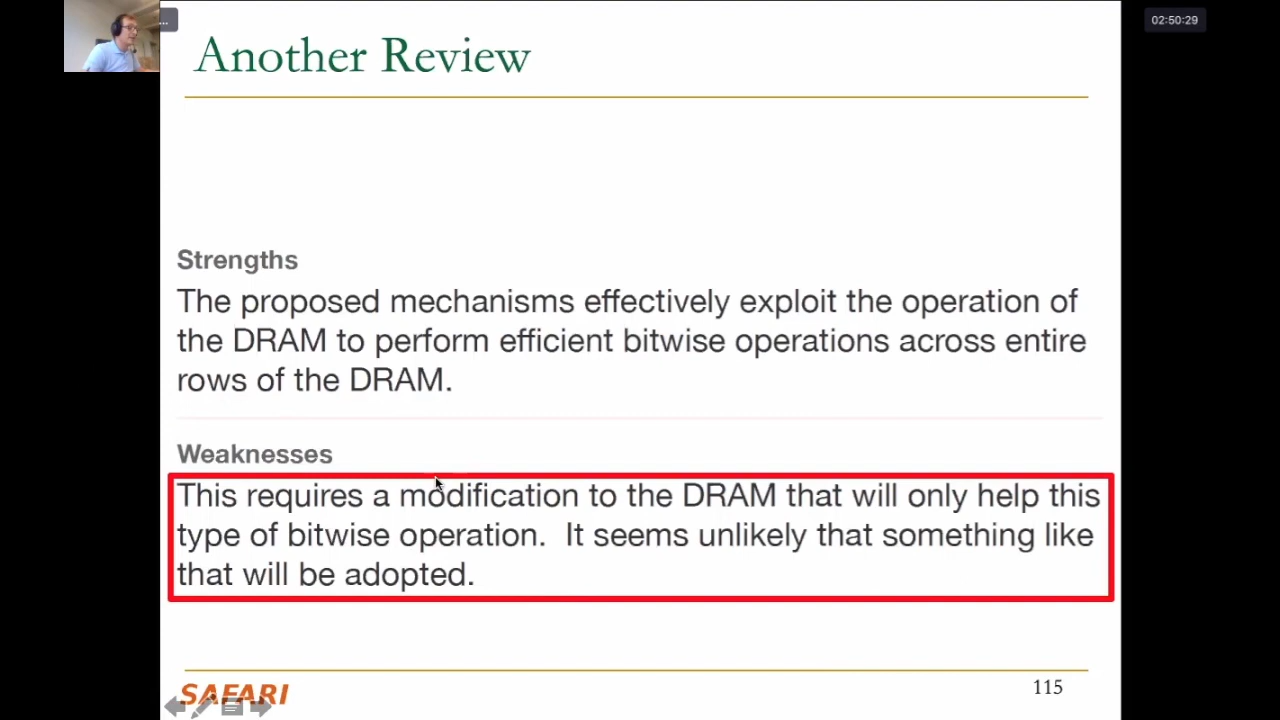 ...
02:50:29
Another Review
Strengths
The proposed mechanisms effectively exploit the operation of
the DRAM to perform efficient bitwise operations across entire
rows of the DRAM.
Weaknesses
This requires a modification to the DRAM that will only help this
type of bitwise operation.  It seems unlikely that something like
that will be adopted.
SAFARI
115